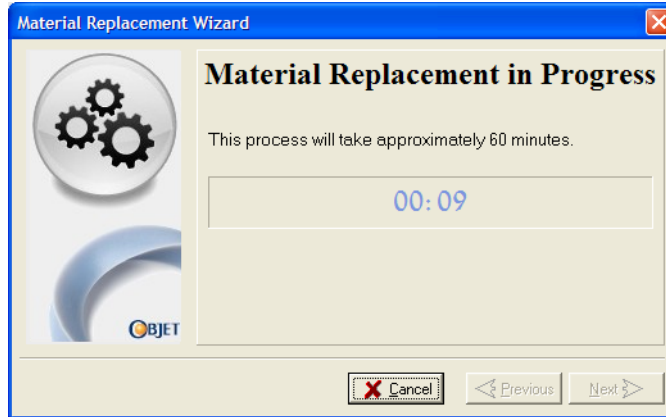 Material Replacement Wizard
Material Replacement in Progress
This process will take approximately 60 minutes.
00:09
OBJET
Cancel
Previous
Next